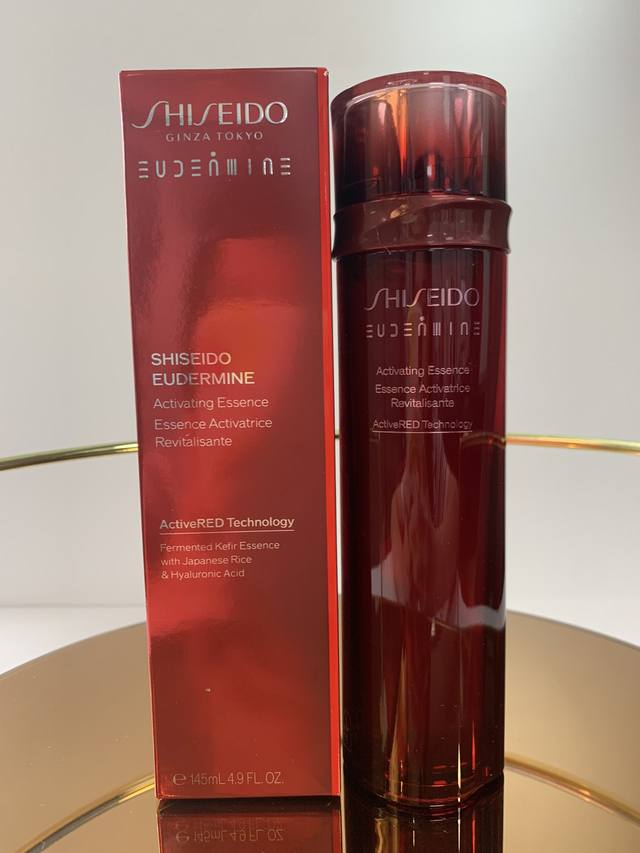 SHISEIDO
GINZA TOKYO
EUDERMINE
SHISEIDO
EUDERMINE
Activating Essence
Essence Activatrice
Revitalisante
ActiveRED Technology
Fermented Kefir Essence
with Japanese Rice
& Hyaluronic Acid
℮ 145mL 4.9 FL. OZ.
SHISEIDO
EUDERMINE
Activating Essence
Essence Activatrice
Revitalisante
ActiveRED Technology